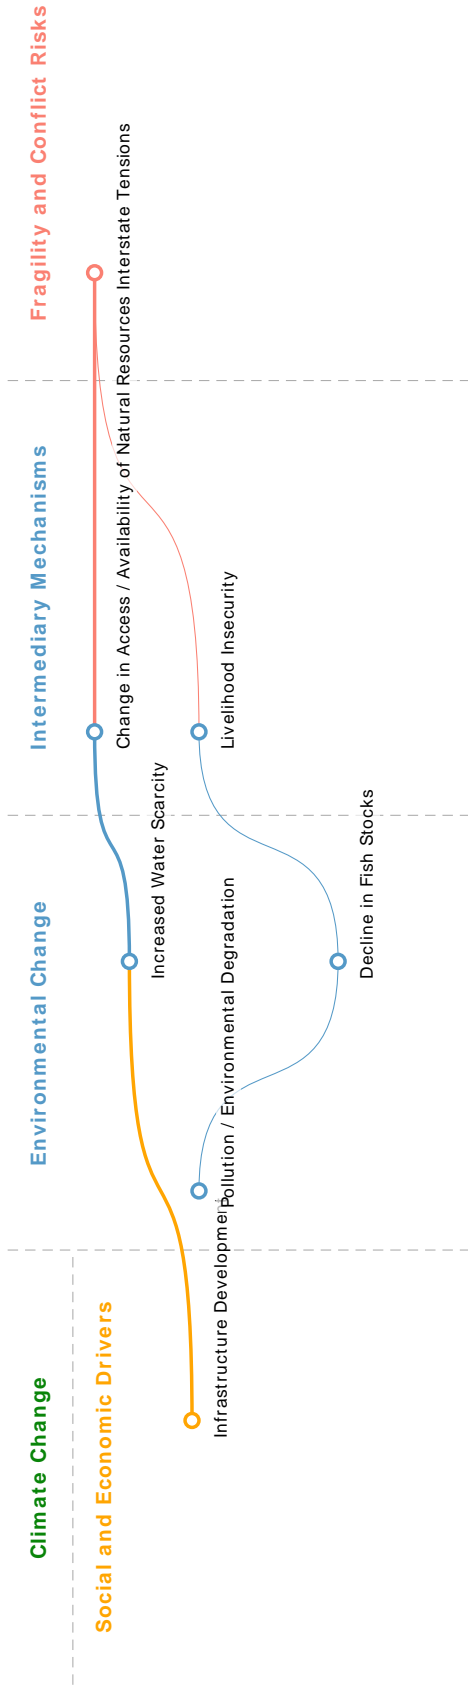 Climate Change
Social and Economic Drivers
Environmental Change
Intermediary Mechanisms
Fragility and Conflict Risks
Infrastructure Development
Pollution / Environmental Degradation
Increased Water Scarcity
Decline in Fish Stocks
Change in Access / Availability of Natural Resources
Livelihood Insecurity
Interstate Tensions